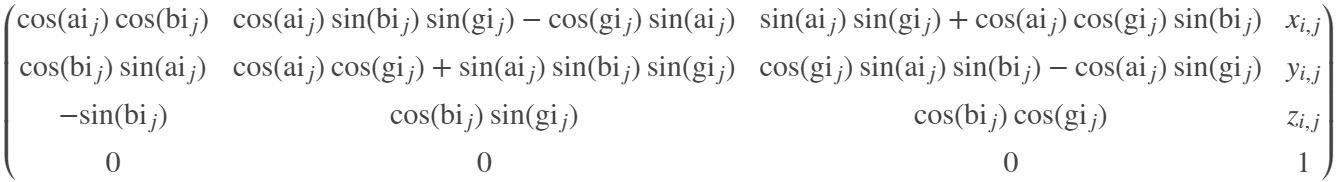 cos(ai_j) cos(bi_j) cos(ai_j) sin(bi_j) sin(gi_j) − cos(gi_j) sin(ai_j) sin(ai_j) sin(gi_j) + cos(ai_j) cos(gi_j) sin(bi_j) x_{i,j}
cos(bi_j) sin(ai_j) cos(ai_j) cos(gi_j) + sin(ai_j) sin(bi_j) sin(gi_j) cos(gi_j) sin(ai_j) sin(bi_j) − cos(ai_j) sin(gi_j) y_{i,j}
−sin(bi_j) cos(bi_j) sin(gi_j) cos(bi_j) cos(gi_j) z_{i,j}
0 0 0 1